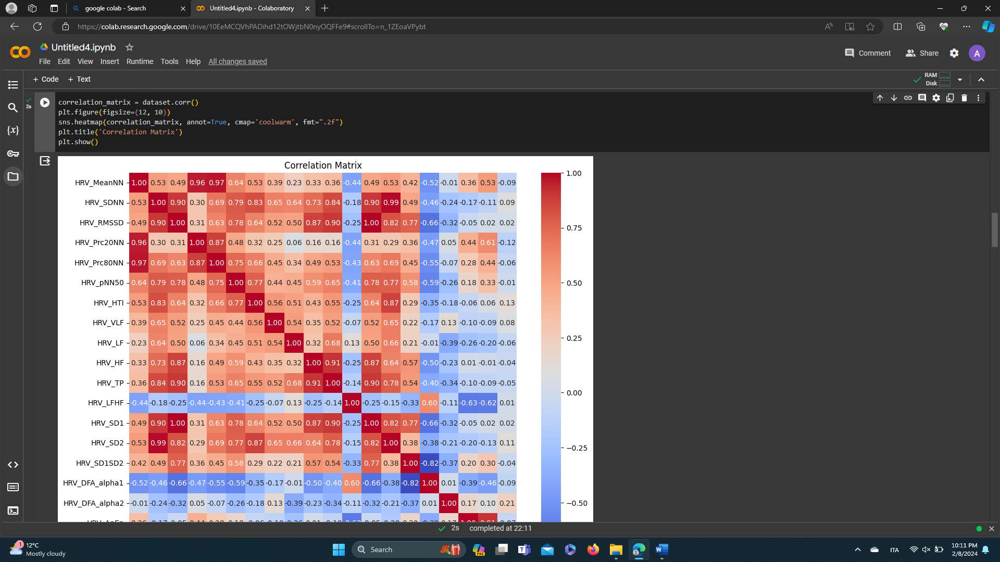 google colab - Search
Untitled4.ipynb - Colaboratory
https://colab.research.google.com/drive/10EeMCQVhPADihd12tOWjtbN0nyOQFFe9#scrollTo=n_1ZEoaVPybt
Untitled4.ipynb
Comment
Share
A
File Edit View Insert Runtime Tools Help All changes saved
+ Code + Text
RAM
Disk
2s
correlation_matrix = dataset.corr()
plt.figure(figsize=(12, 10))
sns.heatmap(correlation_matrix, annot=True, cmap='coolwarm', fmt=".2f")
plt.title('Correlation Matrix')
plt.show()
Correlation Matrix
HRV_MeanNN 1.00 0.53 0.49 0.96 0.97 0.64 0.53 0.39 0.23 0.33 0.36 -0.44 0.49 0.53 0.42 -0.52 -0.01 0.36 0.53 -0.09
HRV_SDNN 0.53 1.00 0.90 0.30 0.69 0.79 0.83 0.65 0.64 0.73 0.84 -0.18 0.90 0.99 0.49 -0.46 -0.24 -0.17 -0.11 0.09
HRV_RMSSD 0.49 0.90 1.00 0.31 0.63 0.78 0.64 0.52 0.50 0.87 0.90 -0.25 1.00 0.82 0.77 -0.66 -0.32 -0.05 0.02 0.02
HRV_Prc20NN 0.96 0.30 0.31 1.00 0.87 0.48 0.32 0.25 0.06 0.16 0.16 -0.44 0.31 0.29 0.36 -0.47 0.05 0.44 0.61 -0.12
HRV_Prc80NN 0.97 0.69 0.63 0.87 1.00 0.75 0.66 0.45 0.34 0.49 0.53 -0.43 0.63 0.69 0.45 -0.55 -0.07 0.28 0.44 -0.06
HRV_pNN50 0.64 0.79 0.78 0.48 0.75 1.00 0.77 0.44 0.45 0.59 0.65 -0.41 0.78 0.77 0.58 -0.59 -0.26 0.18 0.33 -0.01
HRV_HTI 0.53 0.83 0.64 0.32 0.66 0.77 1.00 0.56 0.51 0.43 0.55 -0.25 0.64 0.87 0.29 -0.35 -0.18 -0.06 0.06 0.13
HRV_VLF 0.39 0.65 0.52 0.25 0.45 0.44 0.56 1.00 0.54 0.35 0.52 -0.07 0.52 0.65 0.22 -0.17 0.13 -0.10 -0.09 0.08
HRV_LF 0.23 0.64 0.50 0.06 0.34 0.45 0.51 0.54 1.00 0.32 0.68 0.13 0.50 0.66 0.21 -0.01 -0.39 -0.26 -0.20 -0.06
HRV_HF 0.33 0.73 0.87 0.16 0.49 0.59 0.43 0.35 0.32 1.00 0.91 -0.25 0.87 0.64 0.57 -0.50 -0.23 0.01 -0.01 -0.04
HRV_TP 0.36 0.84 0.90 0.16 0.53 0.65 0.55 0.52 0.68 0.91 1.00 -0.14 0.90 0.78 0.54 -0.40 -0.34 -0.10 -0.09 -0.05
HRV_LFHF -0.44 -0.18 -0.25 -0.44 -0.43 -0.41 -0.25 -0.07 0.13 -0.25 -0.14 1.00 -0.25 -0.15 -0.33 0.60 -0.11 -0.63 -0.62 0.01
HRV_SD1 0.49 0.90 1.00 0.31 0.63 0.78 0.64 0.52 0.50 0.87 0.90 -0.25 1.00 0.82 0.77 -0.66 -0.32 -0.05 0.02 0.02
HRV_SD2 0.53 0.99 0.82 0.29 0.69 0.77 0.87 0.65 0.66 0.64 0.78 -0.15 0.82 1.00 0.38 -0.38 -0.21 -0.20 -0.13 0.11
HRV_SD1SD2 0.42 0.49 0.77 0.36 0.45 0.58 0.29 0.22 0.21 0.57 0.54 -0.33 0.77 0.38 1.00 -0.82 -0.37 0.20 0.30 -0.04
HRV_DFA_alpha1 -0.52 -0.46 -0.66 -0.47 -0.55 -0.59 -0.35 -0.17 -0.01 -0.50 -0.40 0.60 -0.66 -0.38 -0.82 1.00 0.01 -0.39 -0.46 -0.09
HRV_DFA_alpha2 -0.01 -0.24 -0.32 0.05 -0.07 -0.26 -0.18 0.13 -0.39 -0.23 -0.34 -0.11 -0.32 -0.21 -0.37 0.01 1.00 0.17 0.10 0.21
1.00
0.75
0.50
0.25
0.00
−0.25
−0.50
2s completed at 22:11
1
12°C
Mostly cloudy
Search
PRE
ITA
10:11 PM
2/8/2024